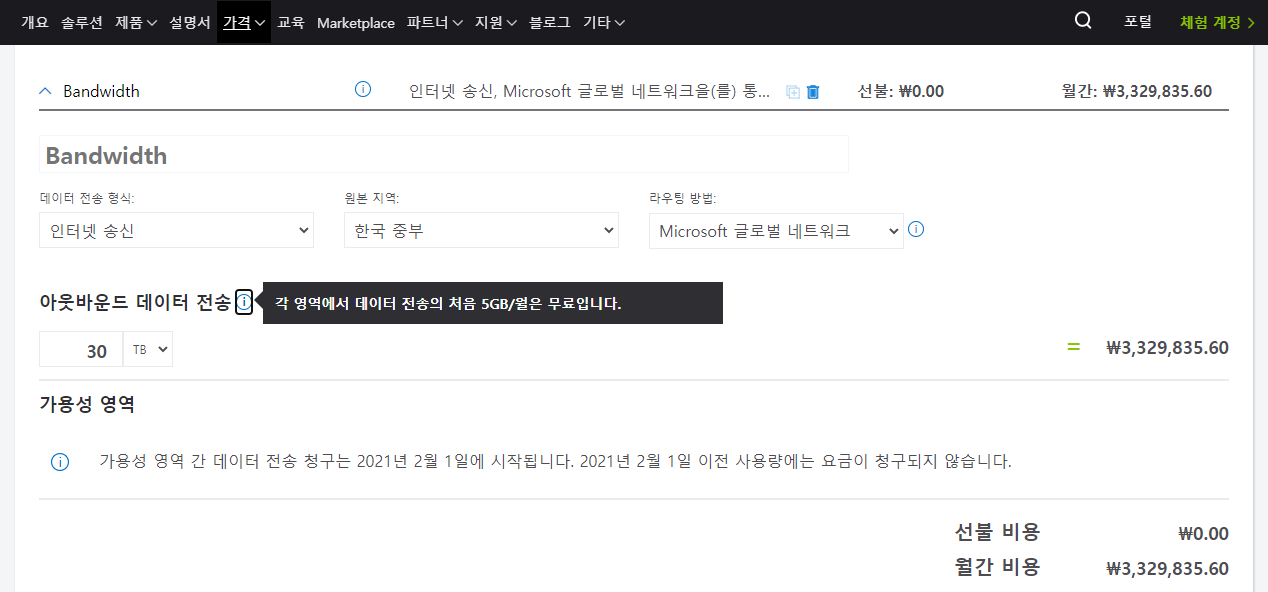 개요 솔루션 제품 설명서 가격 교육 Marketplace 파트너 지원 블로그 기타 포털 체험 계정
Bandwidth 인터넷 송신, Microsoft 글로벌 네트워크을(를) 통... 선불: ₩0.00 월간: ₩3,329,835.60
Bandwidth
데이터 전송 형식: 원본 지역: 라우팅 방법:
인터넷 송신 한국 중부 Microsoft 글로벌 네트워크
아웃바운드 데이터 전송 각 영역에서 데이터 전송의 처음 5GB/월은 무료입니다.
30 TB = ₩3,329,835.60
가용성 영역
가용성 영역 간 데이터 전송 청구는 2021년 2월 1일에 시작됩니다. 2021년 2월 1일 이전 사용량에는 요금이 청구되지 않습니다.
선불 비용 ₩0.00
월간 비용 ₩3,329,835.60